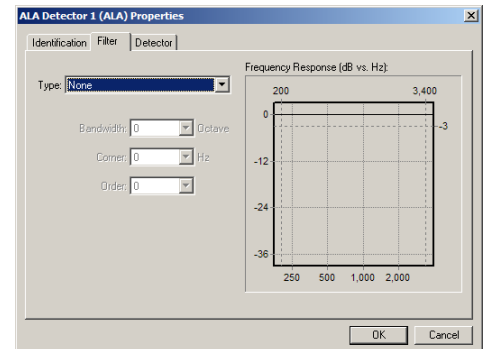 ALA Detector 1 (ALA) Properties
Identification Filter Detector
Type: None
Bandwidth: 0 Octave
Corner: 0 Hz
Order: 0
Frequency Response (dB vs. Hz):
200 3,400
0
-3
-12
-24
-36
250 500 1,000 2,000
OK Cancel